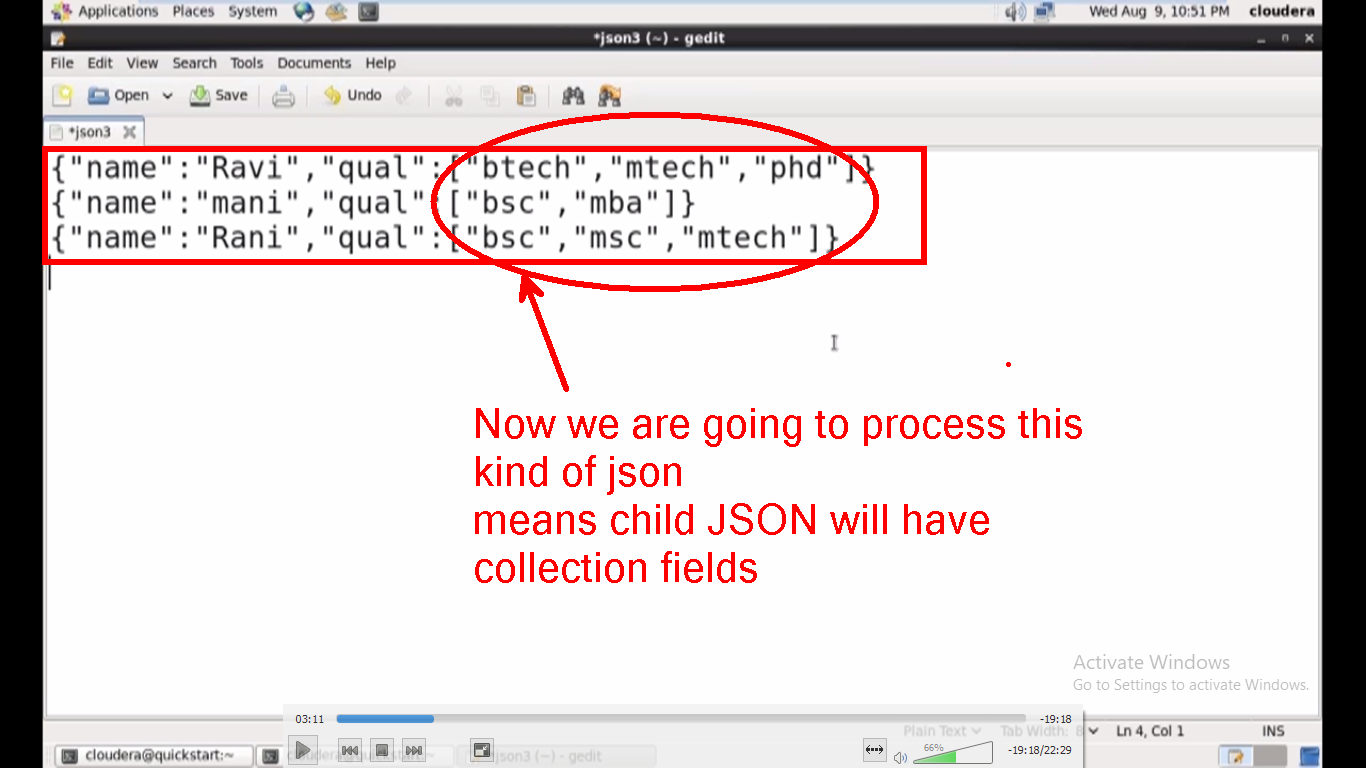 Applications Places System Wed Aug 9, 10:51 PM cloudera
*json3 (~) - gedit
File Edit View Search Tools Documents Help
Open Save Undo
*json3
{"name":"Ravi","qual":["btech","mtech","phd"]}
{"name":"mani","qual":["bsc","mba"]}
{"name":"Rani","qual":["bsc","msc","mtech"]}
Now we are going to process this
kind of json
means child JSON will have
collection fields
Activate Windows
Go to Settings to activate Windows.
03:11 -19:18
Plain Text Tab Width: 8 Ln 4, Col 1 INS
cloudera@quickstart:~ cloudera@quickstart:~ *json3 (~) - gedit 66% -19:18/22:29